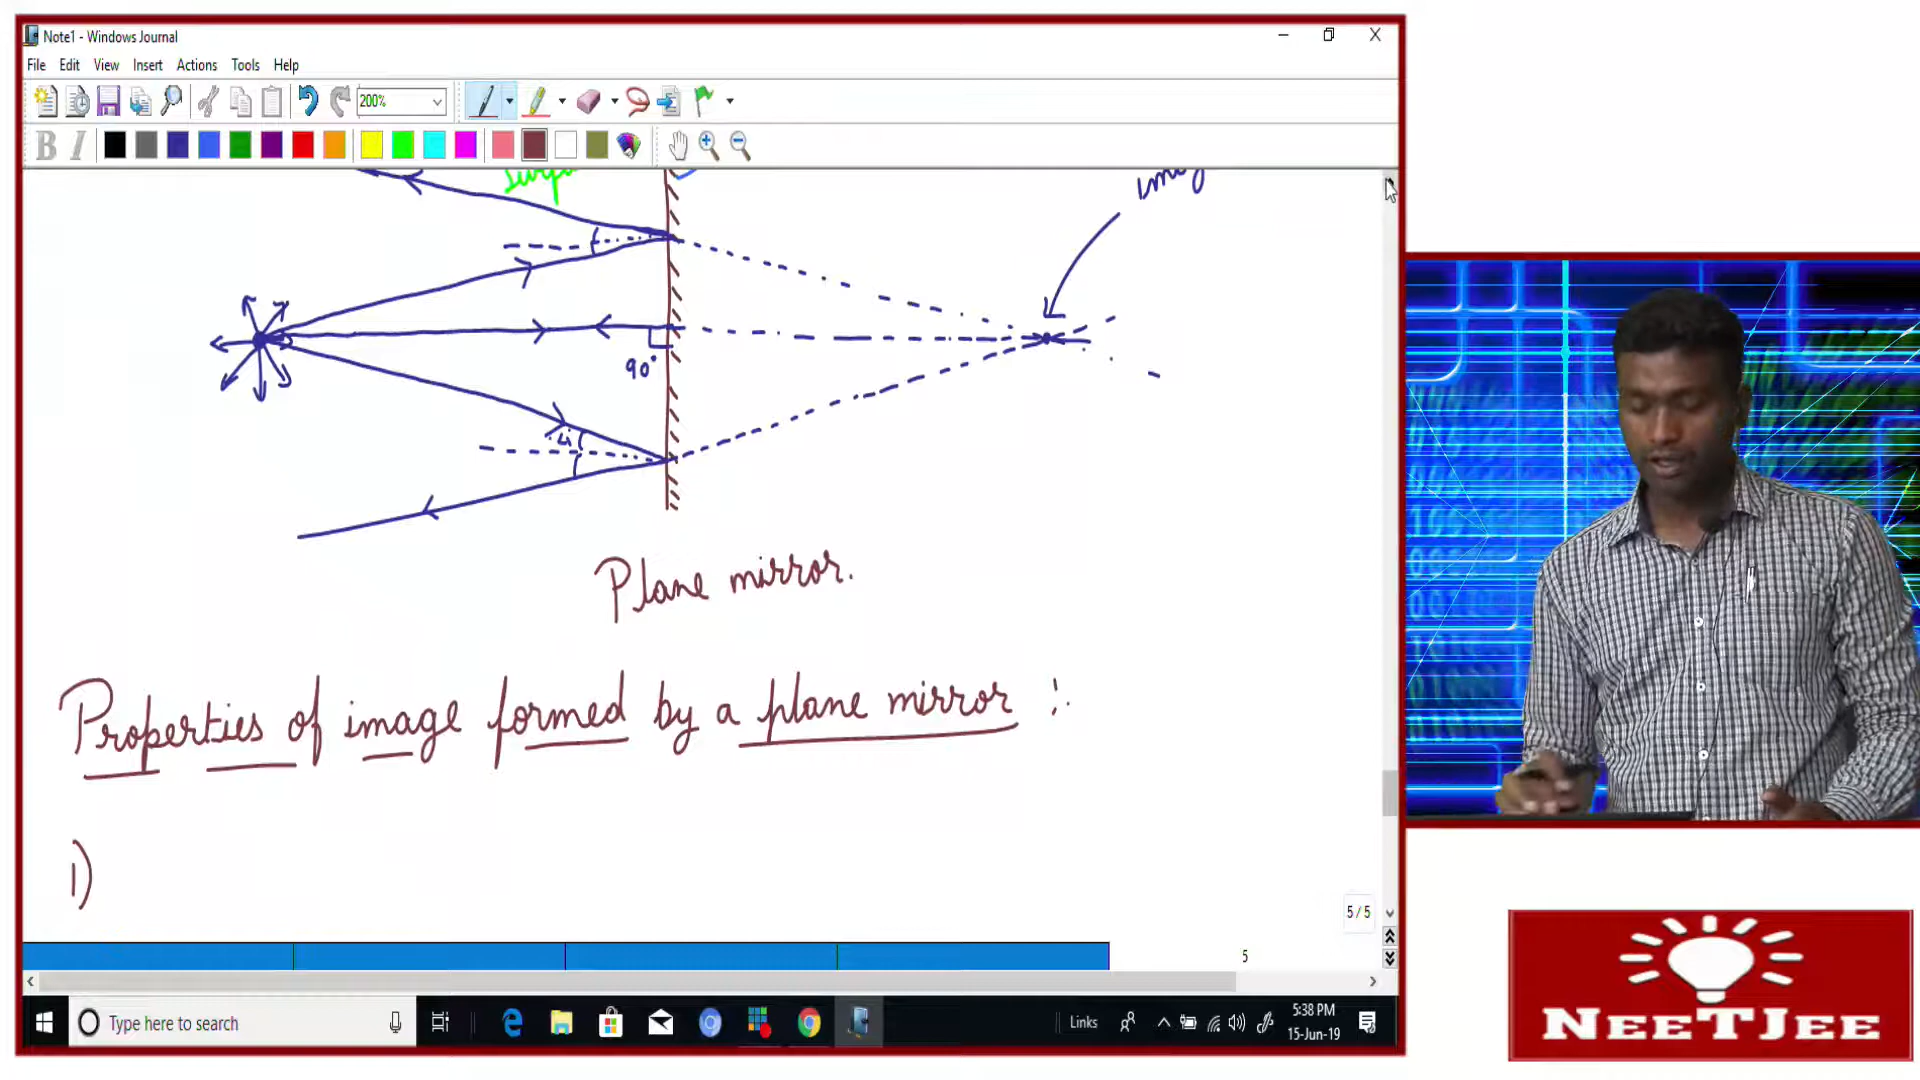 Note1 - Windows Journal
File Edit View Insert Actions Tools Help
200%
B I
90°
Plane mirror.
Properties of image formed by a plane mirror :-
1)
5 / 5
5
Type here to search
Links
5:38 PM
15-Jun-19
NEETJEE